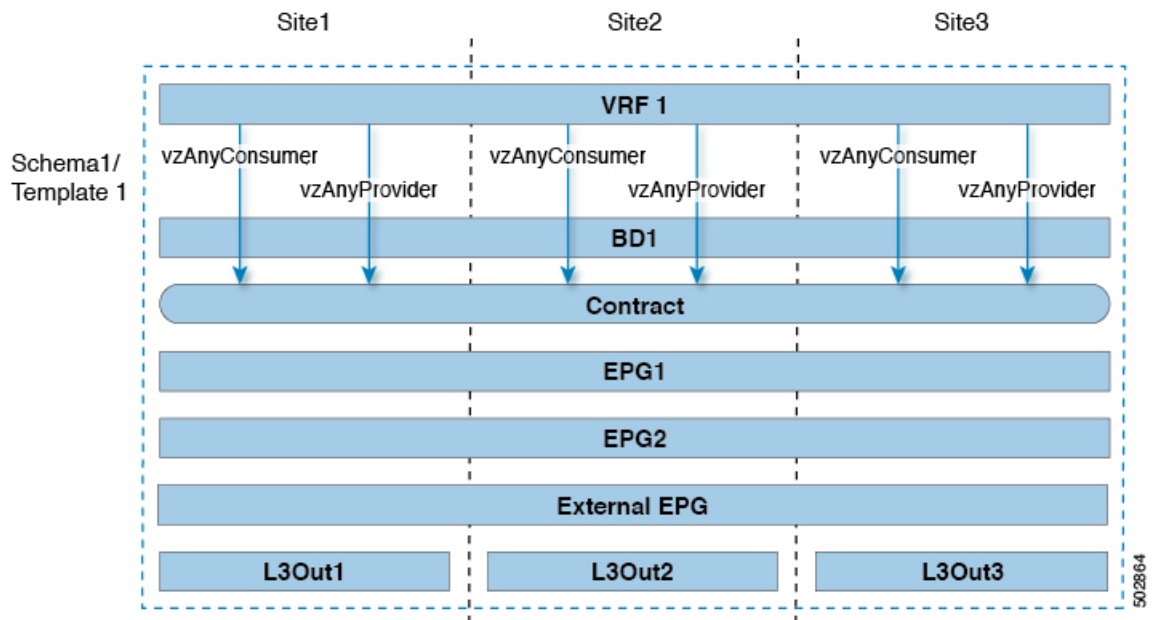 Site1
Site2
Site3
VRF 1
Schema1/
Template 1
vzAnyConsumer
vzAnyProvider
vzAnyConsumer
vzAnyProvider
vzAnyConsumer
vzAnyProvider
BD1
Contract
EPG1
EPG2
External EPG
L3Out1
L3Out2
L3Out3
502864